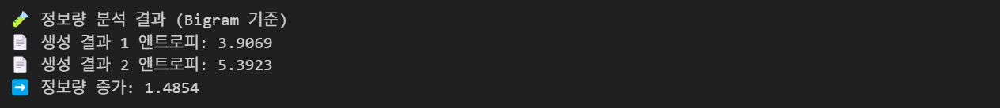 🧪 정보량 분석 결과 (Bigram 기준)
📄 생성 결과 1 엔트로피: 3.9069
📄 생성 결과 2 엔트로피: 5.3923
➡️ 정보량 증가: 1.4854